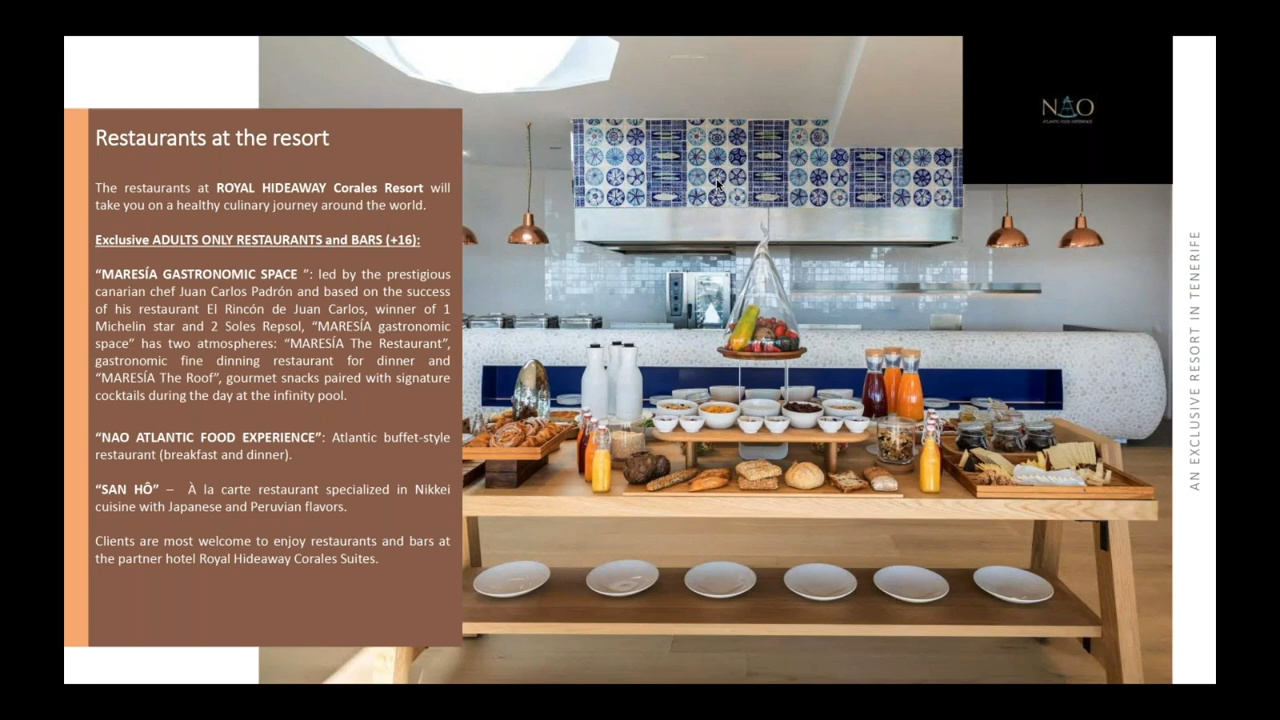 Restaurants at the resort
The restaurants at ROYAL HIDEAWAY Corales Resort will
take you on a healthy culinary journey around the world.
Exclusive ADULTS ONLY RESTAURANTS and BARS (+16):
“MARESÍA GASTRONOMIC SPACE ”: led by the prestigious
canarian chef Juan Carlos Padrón and based on the success
of his restaurant El Rincón de Juan Carlos, winner of 1
Michelin star and 2 Soles Repsol, “MARESÍA gastronomic
space” has two atmospheres: “MARESÍA The Restaurant”,
gastronomic fine dinning restaurant for dinner and
“MARESÍA The Roof”, gourmet snacks paired with signature
cocktails during the day at the infinity pool.
“NAO ATLANTIC FOOD EXPERIENCE”: Atlantic buffet-style
restaurant (breakfast and dinner).
“SAN HÔ” – À la carte restaurant specialized in Nikkei
cuisine with Japanese and Peruvian flavors.
Clients are most welcome to enjoy restaurants and bars at
the partner hotel Royal Hideaway Corales Suites.
NAO
ATLANTIC FOOD EXPERIENCE
AN EXCLUSIVE RESORT IN TENERIFE